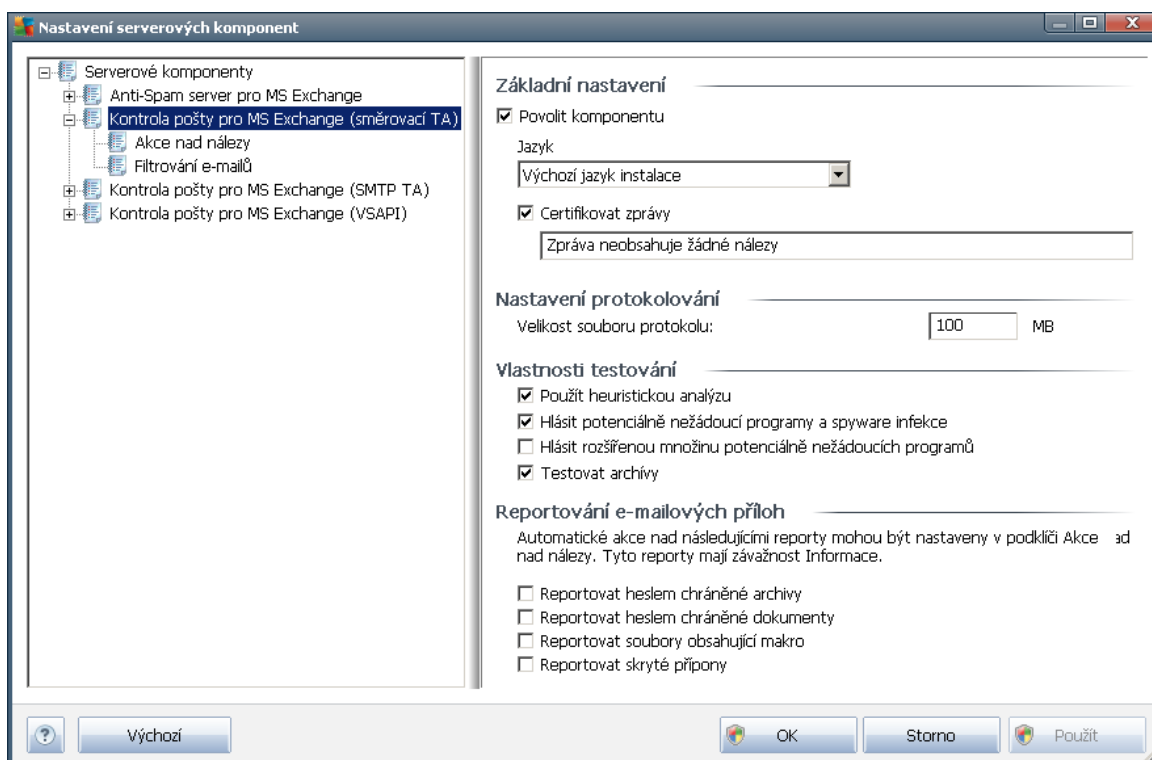 Nastavení serverových komponent
Serverové komponenty
Anti-Spam server pro MS Exchange
Kontrola pošty pro MS Exchange (směrovací TA)
Akce nad nálezy
Filtrování e-mailů
Kontrola pošty pro MS Exchange (SMTP TA)
Kontrola pošty pro MS Exchange (VSAPI)
Základní nastavení
Povolit komponentu
Jazyk
Výchozí jazyk instalace
Certifikovat zprávy
Zpráva neobsahuje žádné nálezy
Nastavení protokolování
Velikost souboru protokolu: 100 MB
Vlastnosti testování
Použít heuristickou analýzu
Hlásit potenciálně nežádoucí programy a spyware infekce
Hlásit rozšířenou množinu potenciálně nežádoucích programů
Testovat archívy
Reportování e-mailových příloh
Automatické akce nad následujícími reporty mohou být nastaveny v podklíči Akce ad
nad nálezy. Tyto reporty mají závažnost Informace.
Reportovat heslem chráněné archivy
Reportovat heslem chráněné dokumenty
Reportovat soubory obsahující makro
Reportovat skryté přípony
? Výchozí OK Storno Použít